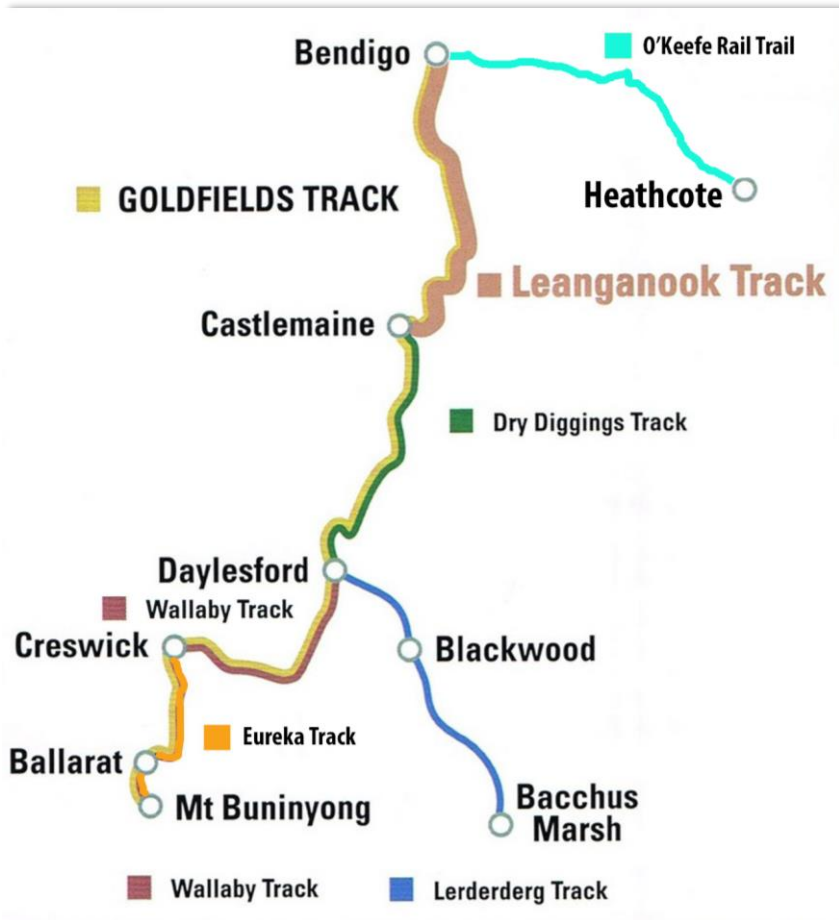 Bendigo
O'Keefe Rail Trail
GOLDFIELDS TRACK
Heathcote
Leanganook Track
Castlemaine
Dry Diggings Track
Daylesford
Wallaby Track
Creswick
Blackwood
Eureka Track
Ballarat
Mt Buninyong
Bacchus
Marsh
Wallaby Track
Lerderderg Track